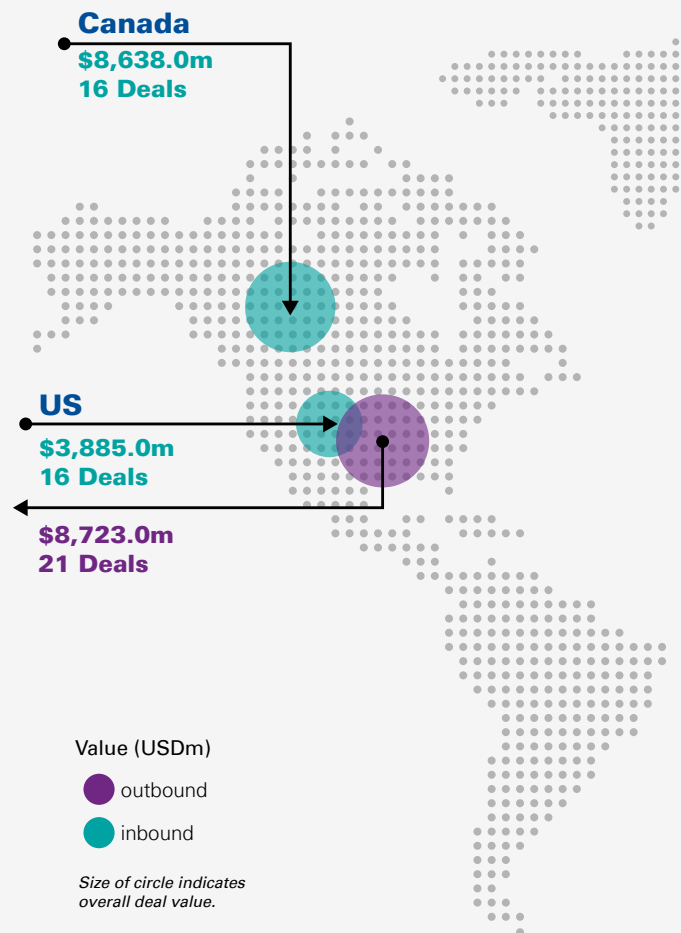 Canada
$8,638.0m
16 Deals
US
$3,885.0m
16 Deals
$8,723.0m
21 Deals
Value (USDm)
outbound
inbound
Size of circle indicates
overall deal value.